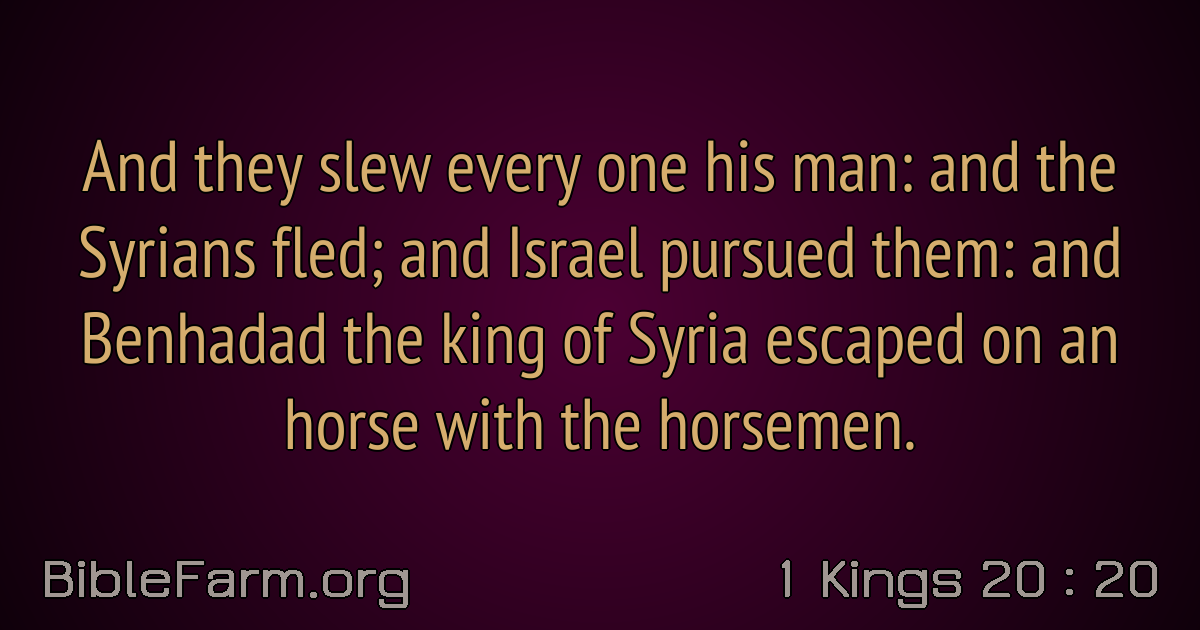 And they slew every one his man: and the
Syrians fled; and Israel pursued them: and
Benhadad the king of Syria escaped on an
horse with the horsemen.
BibleFarm.org
1 Kings 20 : 20